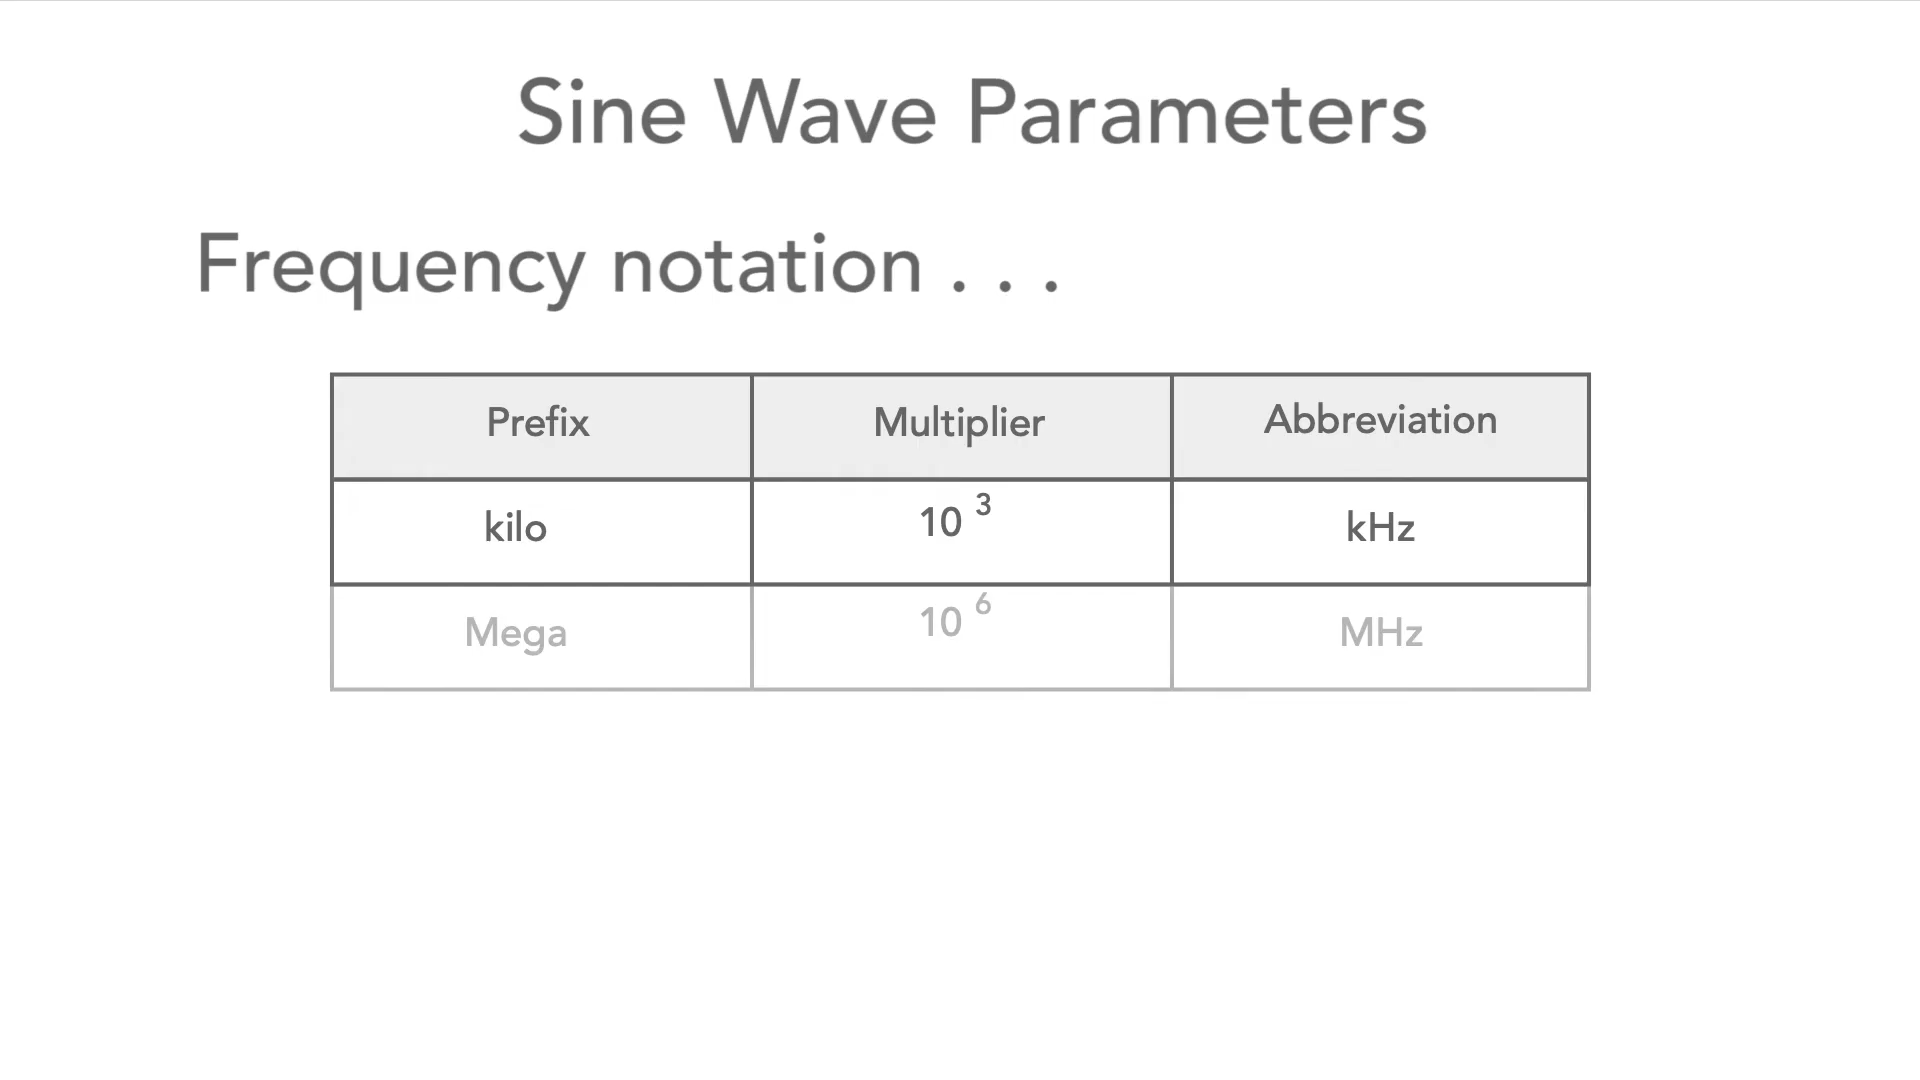 Sine Wave Parameters
Frequency notation . . .
Prefix Multiplier Abbreviation
kilo 10 ³ kHz
Mega 10 ⁶ MHz